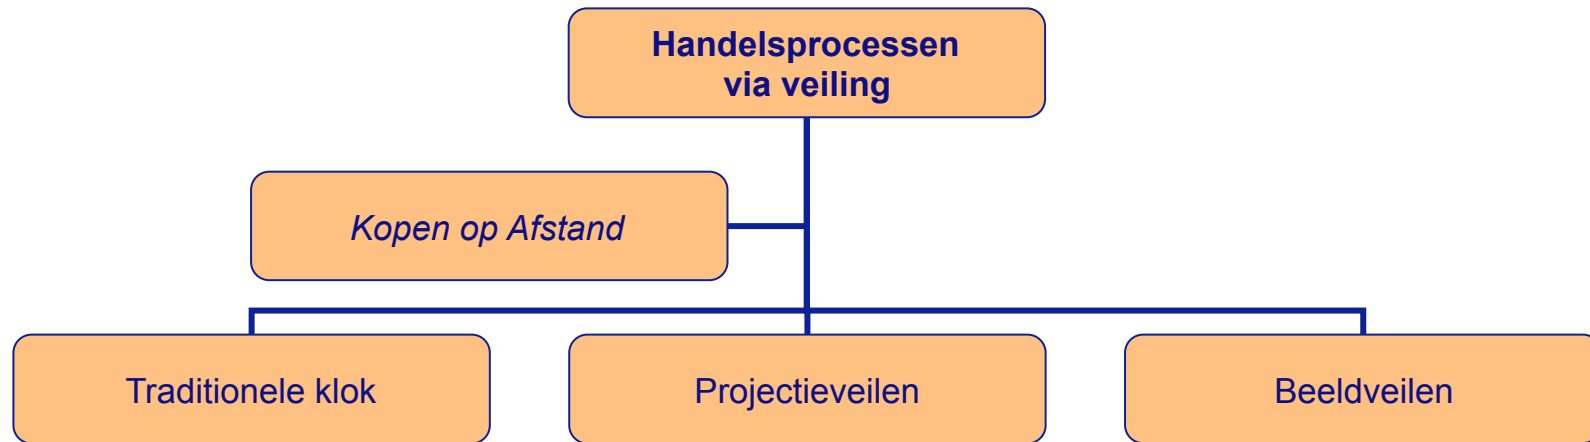 Handelsprocessen
via veiling
Kopen op Afstand
Traditionele klok
Projectieveilen
Beeldveilen